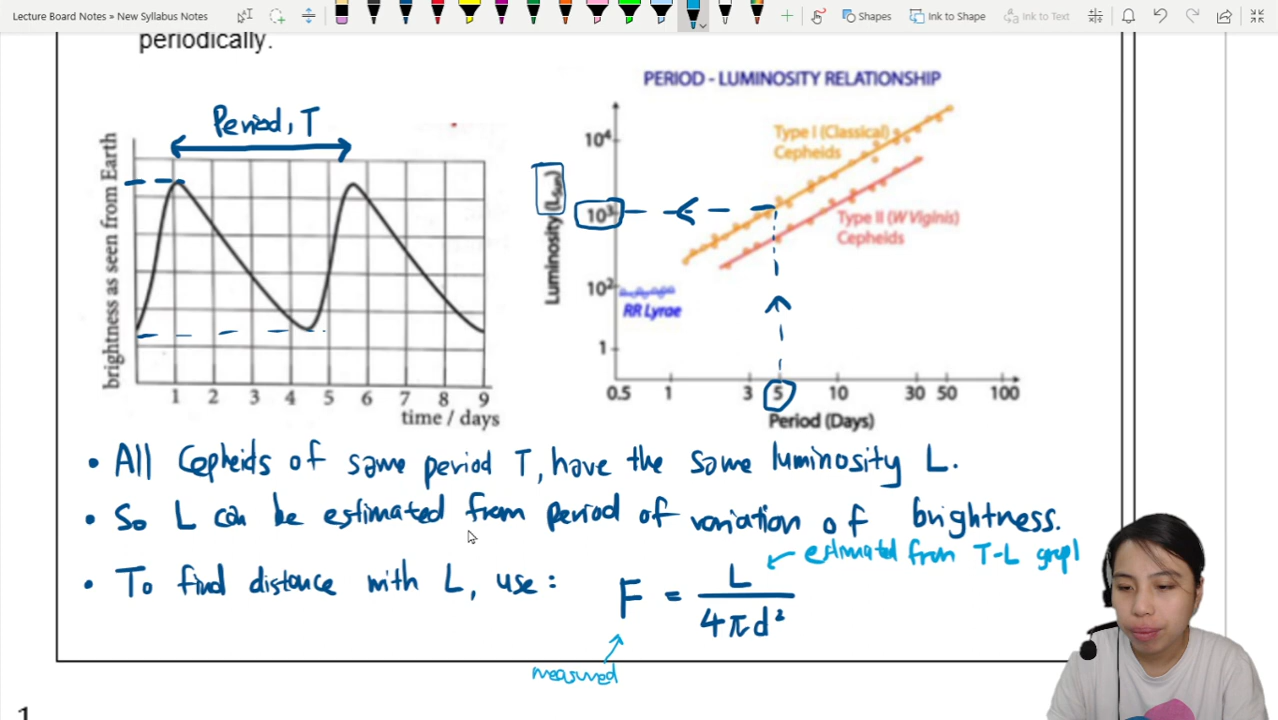 Lecture Board Notes » New Syllabus Notes
Shapes
Ink to Shape
Ink to Text
periodically.
Period, T
brightness as seen from Earth
1 2 3 4 5 6 7 8 9
time / days
PERIOD - LUMINOSITY RELATIONSHIP
Luminosity (LSun)
10⁴
10³
10²
1
Type I (Classical)
Cepheids
Type II (W Virginis)
Cepheids
RR Lyrae
0.5 1 3 5 10 30 50 100
Period (Days)
• All Cepheids of same period T, have the same luminosity L.
• So L can be estimated from period of variation of brightness.
estimated from T-L graph
• To find distance with L, use: F = L / 4πd²
measured
1